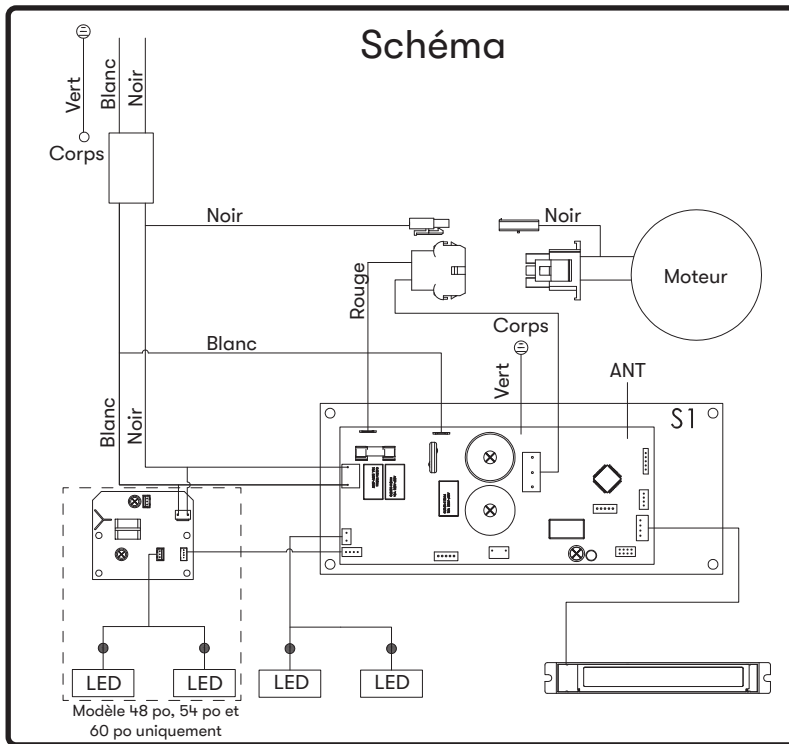 Schéma
Vert
Blanc
Noir
Corps
Noir
Noir
Moteur
Rouge
Corps
Blanc
Vert
ANT
Blanc
Noir
S1
LED
LED
LED
LED
Modèle 48 po, 54 po et
60 po uniquement